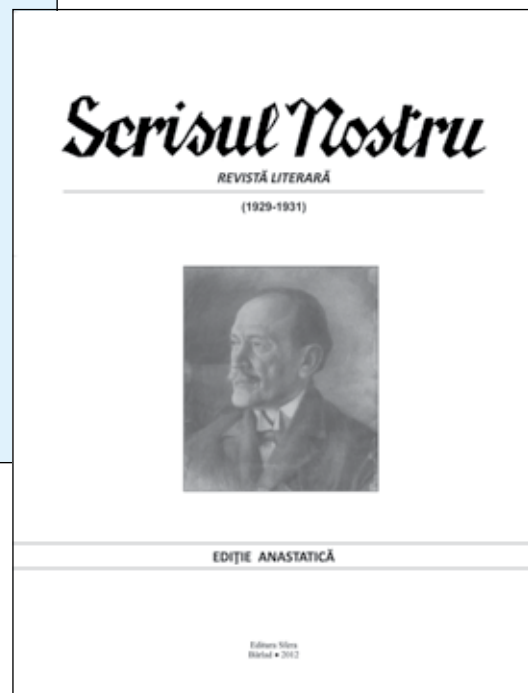 Scrisul Nostru
REVISTĂ LITERARĂ
(1929-1931)
EDIȚIE ANASTATICĂ
Editura Sfera
Bârlad • 2012